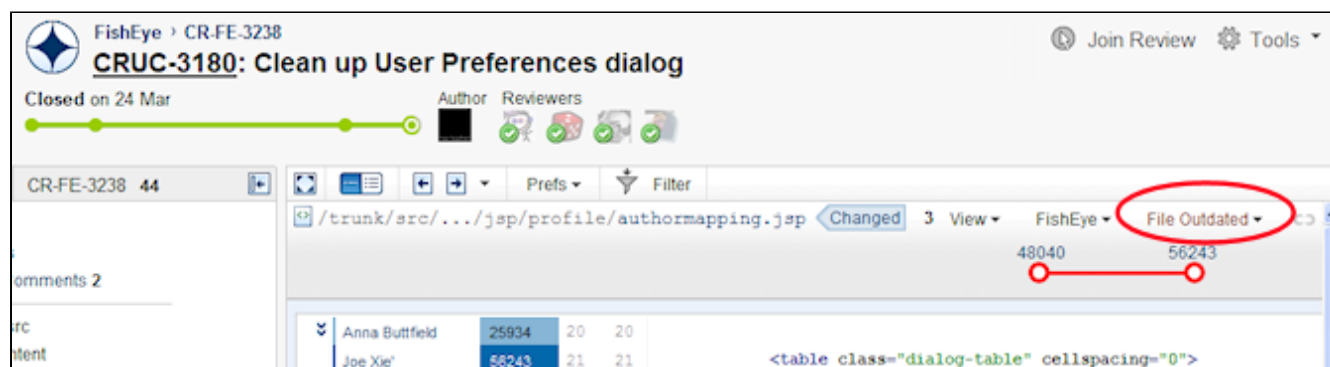 FishEye › CR-FE-3238
Join Review Tools
CRUC-3180: Clean up User Preferences dialog
Closed on 24 Mar
Author Reviewers
CR-FE-3238 44
Prefs Filter
/trunk/src/.../jsp/profile/authormapping.jsp Changed 3 View FishEye File Outdated
48040 56243
omments 2
rc
ntent
Anna Buttfield 25934 20 20
Joe Xie' 56243 21 21 <table class="dialog-table" cellspacing="0">